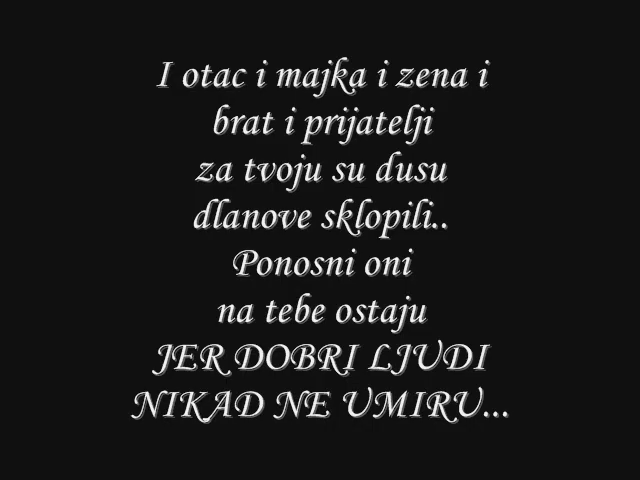 I otac i majka i zena i
brat i prijatelji
za tvoju su dusu
dlanove sklopili..
Ponosni oni
na tebe ostaju
JER DOBRI LJUDI
NIKAD NE UMIRU...